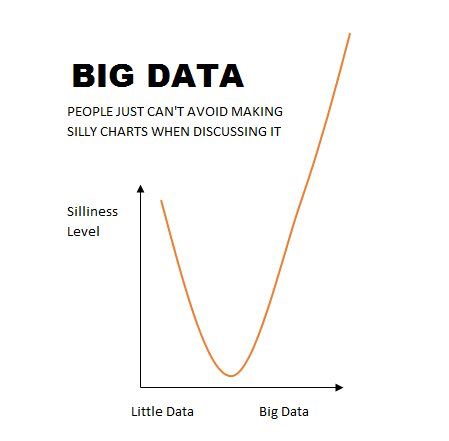 BIG DATA
PEOPLE JUST CAN'T AVOID MAKING
SILLY CHARTS WHEN DISCUSSING IT
Silliness
Level
Little Data
Big Data